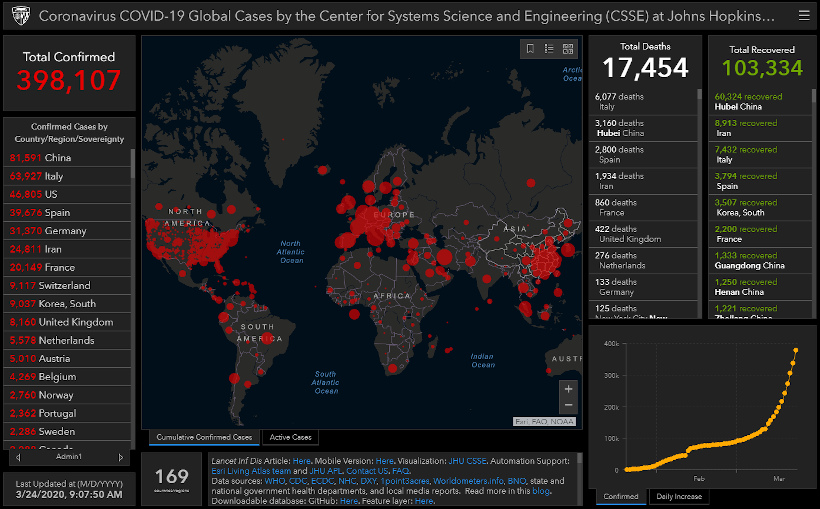 Coronavirus COVID-19 Global Cases by the Center for Systems Science and Engineering (CSSE) at Johns Hopkins...
Total Confirmed
398,107
Confirmed Cases by
Country/Region/Sovereignty
81,591 China
63,927 Italy
46,805 US
39,676 Spain
31,370 Germany
24,811 Iran
20,149 France
9,117 Switzerland
9,037 Korea, South
8,160 United Kingdom
5,578 Netherlands
5,010 Austria
4,269 Belgium
2,760 Norway
2,362 Portugal
2,286 Sweden
Admin1
Last Updated at (M/D/YYYY)
3/24/2020, 9:07:50 AM
Arctic
Ocea
NORTH
AMERICA
EUROPE
ASIA
North
Atlantic
Ocean
AFRICA
SOUTH
AMERICA
Indian
Ocean
AUSTR
South
Atlantic
Ocean
+
−
Esri, FAO, NOAA
Cumulative Confirmed Cases
Active Cases
169
countries/regions
Lancet Inf Dis Article: Here. Mobile Version: Here. Visualization: JHU CSSE. Automation Support:
Esri Living Atlas team and JHU APL. Contact US. FAQ.
Data sources: WHO, CDC, ECDC, NHC, DXY, 1point3acres, Worldometers.info, BNO, state and
national government health departments, and local media reports. Read more in this blog.
Downloadable database: GitHub: Here. Feature layer: Here.
Total Deaths
17,454
6,077 deaths
Italy
3,160 deaths
Hubei China
2,800 deaths
Spain
1,934 deaths
Iran
860 deaths
France
422 deaths
United Kingdom
276 deaths
Netherlands
133 deaths
Germany
125 deaths
New York City New
Total Recovered
103,334
60,324 recovered
Hubei China
8,913 recovered
Iran
7,432 recovered
Italy
3,794 recovered
Spain
3,507 recovered
Korea, South
2,200 recovered
France
1,333 recovered
Guangdong China
1,250 recovered
Henan China
1,221 recovered
Zhejiang China
400k
300k
200k
100k
0
Feb
Mar
Confirmed
Daily Increase